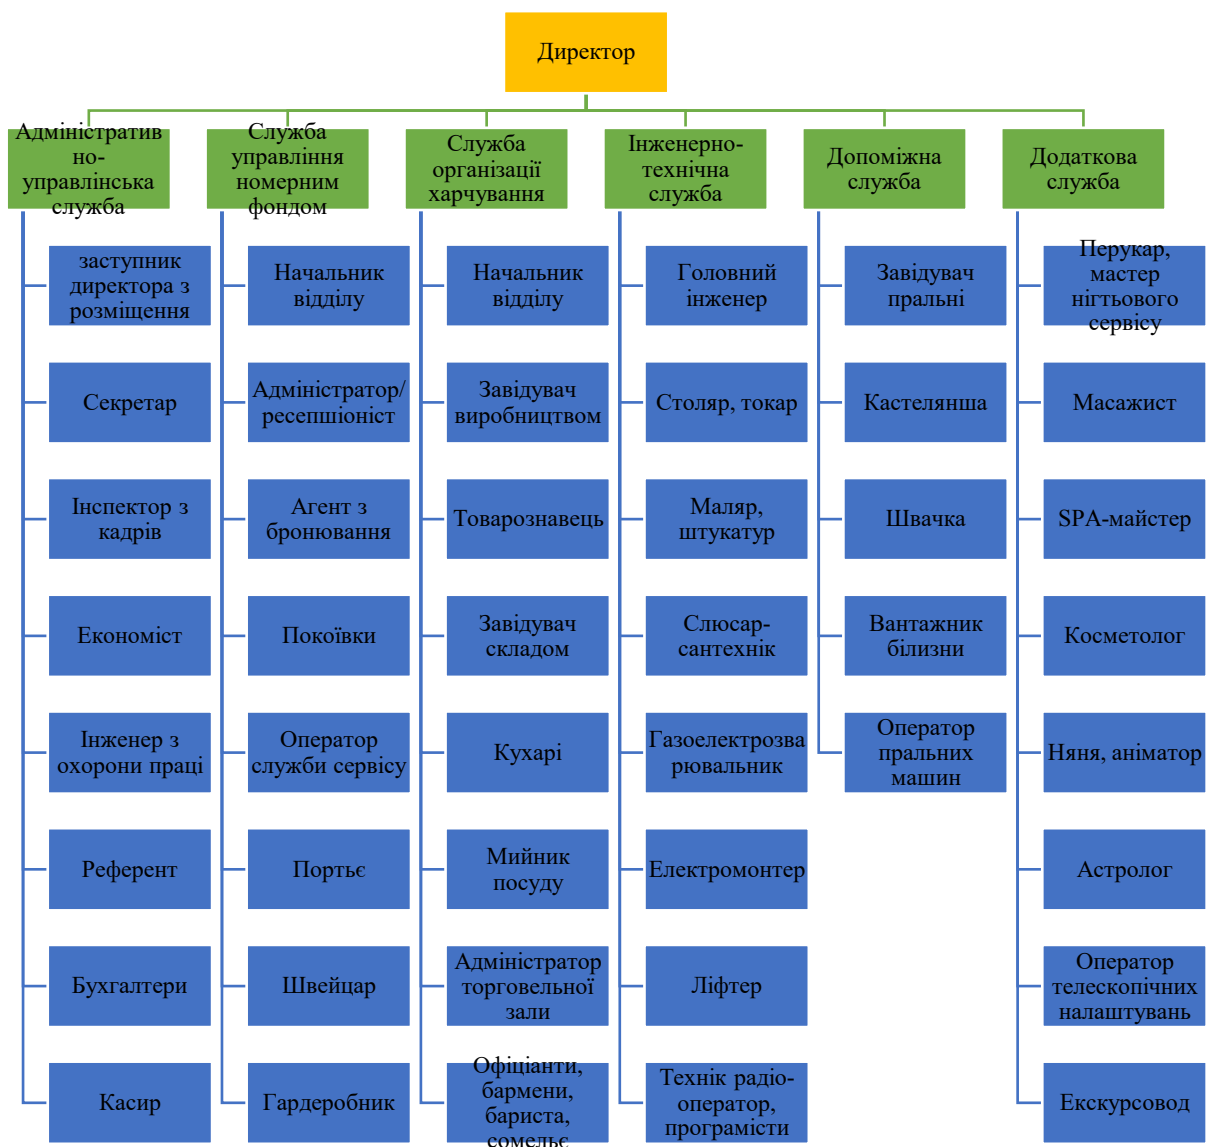 Директор
Адміністратив
но-
управлінська
служба
Служба
управління
номерним
фондом
Служба
організації
харчування
Інженерно-
технічна
служба
Допоміжна
служба
Додаткова
служба
заступник
директора з
розміщення
Начальник
відділу
Начальник
відділу
Головний
інженер
Завідувач
пральні
Перукар,
мастер
нігтьового
сервісу
Секретар
Адміністратор/
ресепшіоніст
Завідувач
виробництвом
Столяр, токар
Кастелянша
Масажист
Інспектор з
кадрів
Агент з
бронювання
Товарознавець
Маляр,
штукатур
Швачка
SPA-майстер
Економіст
Покоївки
Завідувач
складом
Слюсар-
сантехнік
Вантажник
білизни
Косметолог
Інженер з
охорони праці
Оператор
служби сервісу
Кухарі
Газоелектрозва
рювальник
Оператор
пральних
машин
Няня, аніматор
Референт
Портьє
Мийник
посуду
Електромонтер
Астролог
Бухгалтери
Швейцар
Адміністратор
торговельної
зали
Ліфтер
Оператор
телескопічних
налаштувань
Касир
Гардеробник
Офіціанти,
бармени,
бариста,
сомельє
Технік радіо-
оператор,
програмісти
Екскурсовод